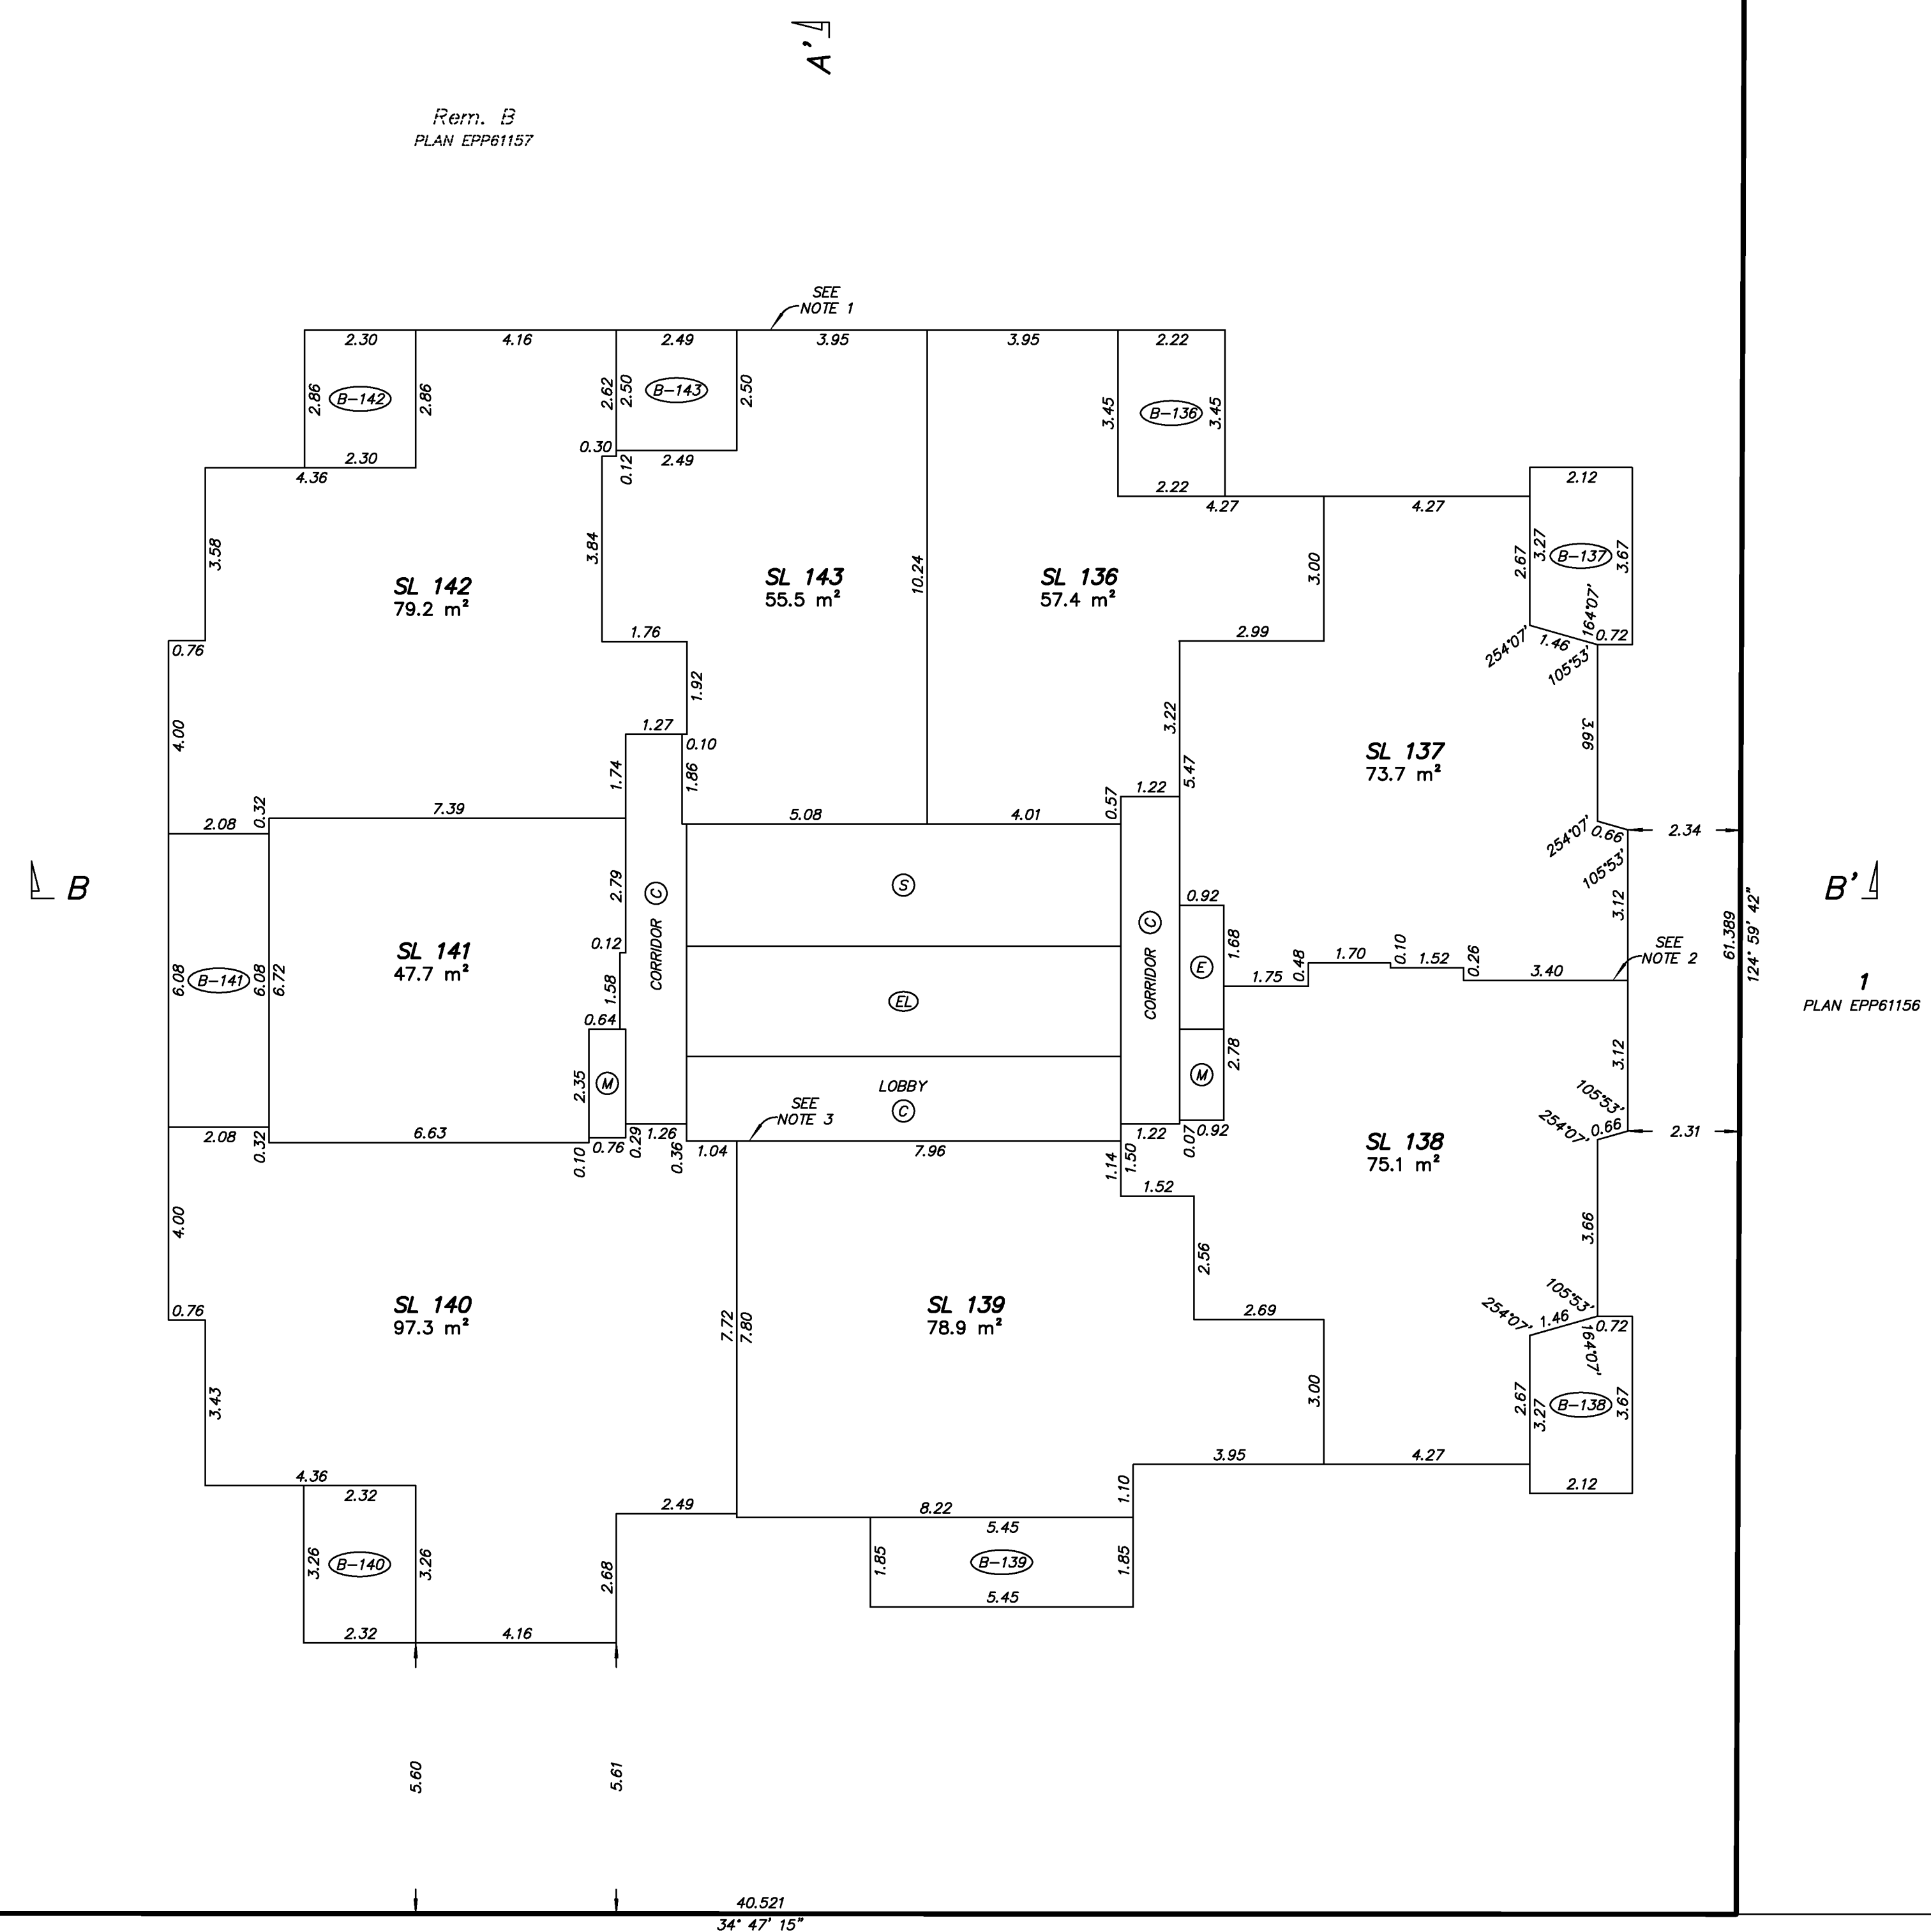 A'
Rem. B
PLAN EPP61157
SEE
NOTE 1
2.30
4.16
2.49
3.95
3.95
2.22
2.86
B-142
2.86
2.62
2.50
B-143
2.50
3.45
B-136
3.45
0.30
2.30
2.49
0.12
4.36
2.22
4.27
4.27
2.12
3.58
3.84
10.24
3.00
2.67
3.27
B-137
3.67
SL 142
79.2 m²
SL 143
55.5 m²
SL 136
57.4 m²
164°07'
0.76
1.76
2.99
254°07'
1.46
0.72
105°53'
4.00
1.92
3.22
3.66
1.27
0.10
SL 137
73.7 m²
1.74
1.86
5.47
1.22
0.57
2.08
0.32
7.39
5.08
4.01
254°07'
0.66
105°53'
2.34
B
2.79
C
S
0.92
3.12
B'
61.389
124° 59' 42"
SL 141
47.7 m²
0.12
CORRIDOR
CORRIDOR
C
E
1.68
1.75
0.48
1.70
0.10
1.52
0.26
3.40
SEE
NOTE 2
6.08
B-141
6.08
6.72
1.58
EL
1
PLAN EPP61156
0.64
2.35
M
LOBBY
C
M
2.78
3.12
SEE
NOTE 3
105°53'
254°07'
0.66
2.31
2.08
0.32
6.63
0.10
0.76
0.29
1.26
0.36
1.04
7.96
1.14
1.50
1.22
0.07
0.92
SL 138
75.1 m²
4.00
1.52
2.56
3.66
0.76
SL 140
97.3 m²
7.72
7.80
SL 139
78.9 m²
2.69
105°53'
254°07'
1.46
0.72
164°07'
3.43
3.00
2.67
3.27
B-138
3.67
4.36
2.32
2.49
8.22
5.45
1.10
3.95
4.27
2.12
3.26
B-140
3.26
2.68
1.85
B-139
1.85
5.45
2.32
4.16
5.60
5.61
40.521
34° 47' 15"